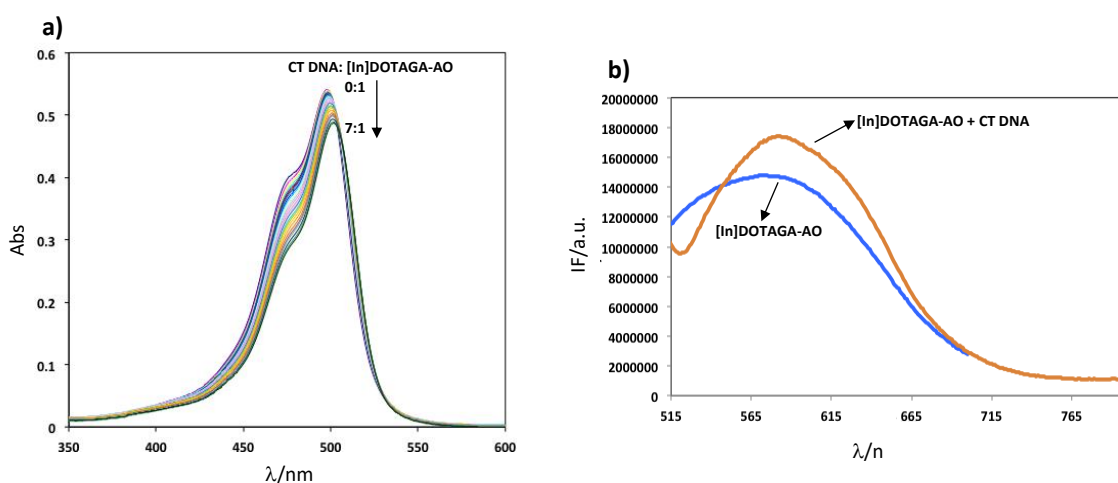 a)
0.6
0.5
0.4
0.3
0.2
0.1
0
Abs
CT DNA: [In]DOTAGA-AO
0:1
7:1
350 400 450 500 550 600
λ/nm
b)
20000000
18000000
16000000
14000000
12000000
10000000
8000000
6000000
4000000
2000000
0
IF/a.u.
[In]DOTAGA-AO + CT DNA
[In]DOTAGA-AO
515 565 615 665 715 765
λ/n